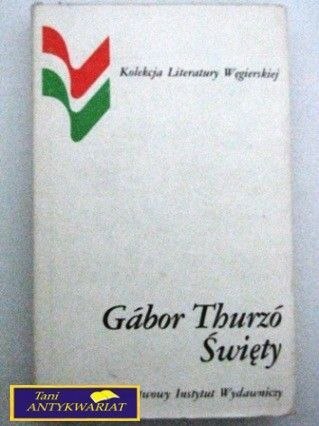 Kolekcja Literatury Węgierskiej
Gábor Thurzó
Święty
Instytut Wydawniczy
Tani
ANTYKWARIAT